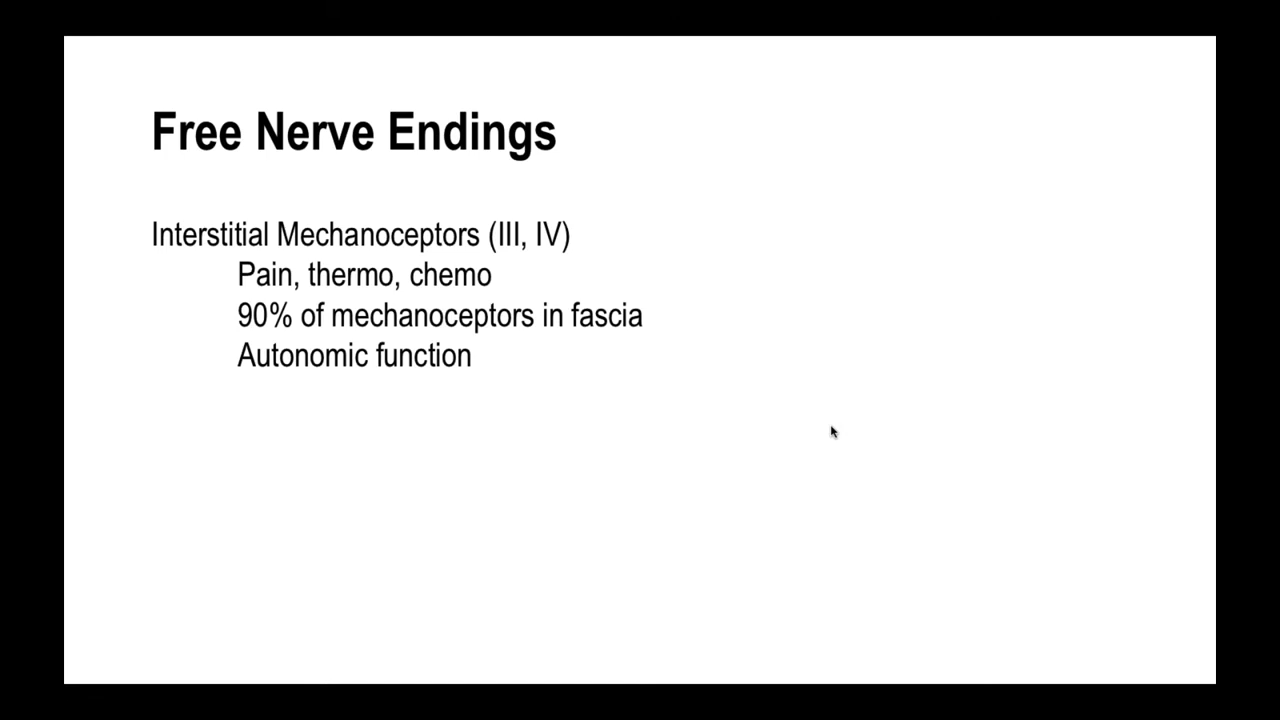 Free Nerve Endings
Interstitial Mechanoceptors (III, IV)
Pain, thermo, chemo
90% of mechanoceptors in fascia
Autonomic function